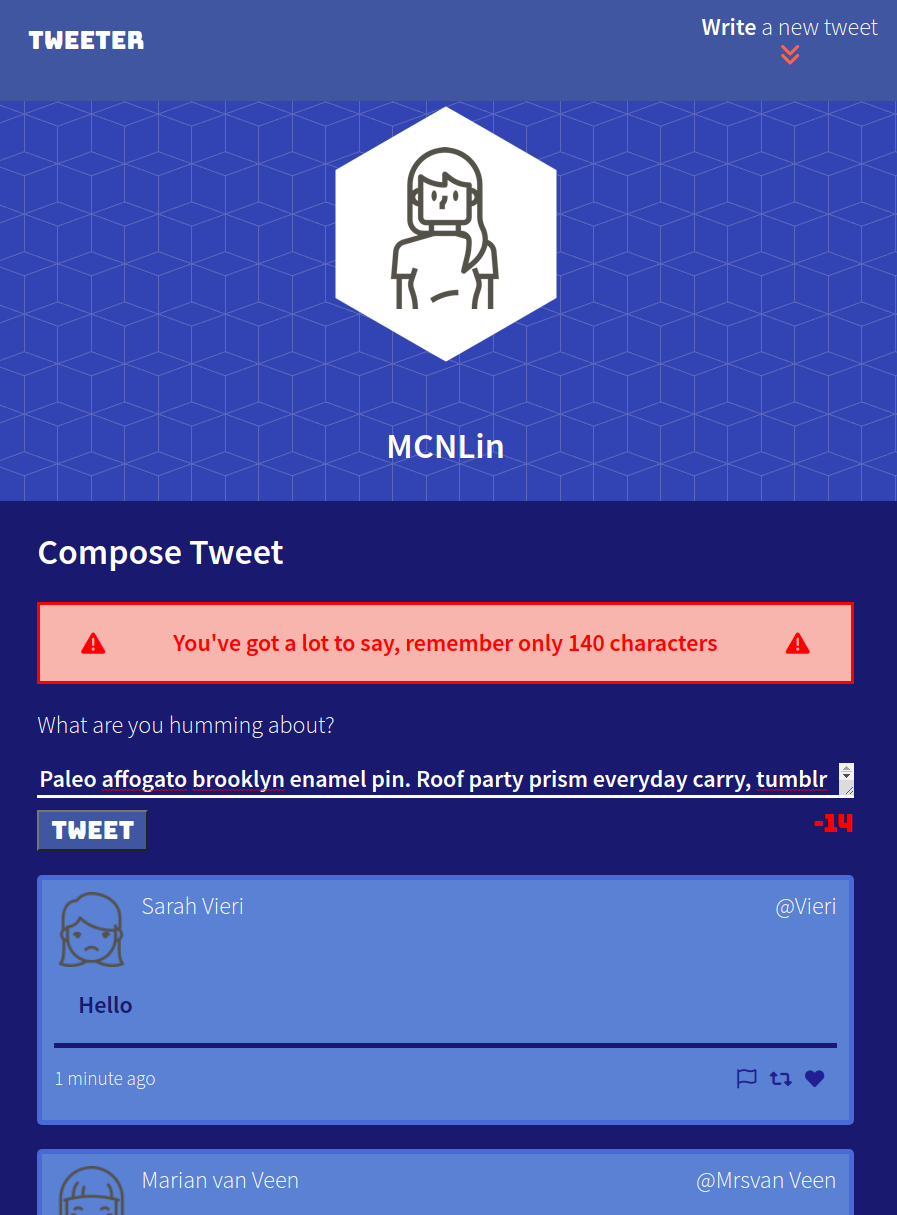 TWEETER
Write a new tweet
MCNLin
Compose Tweet
You've got a lot to say, remember only 140 characters
What are you humming about?
Paleo affogato brooklyn enamel pin. Roof party prism everyday carry, tumblr
TWEET
-14
Sarah Vieri
@Vieri
Hello
1 minute ago
Marian van Veen
@Mrsvan Veen